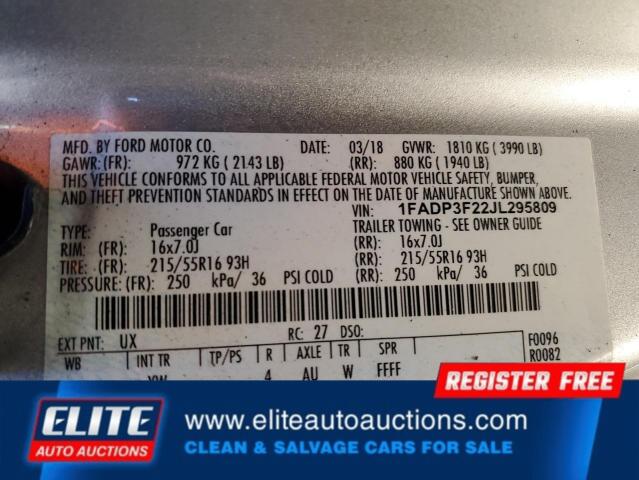 MFD. BY FORD MOTOR CO. DATE: 03/18 GVWR: 1810 KG ( 3990 LB)
GAWR: (FR): 972 KG ( 2143 LB) (RR): 880 KG ( 1940 LB)
THIS VEHICLE CONFORMS TO ALL APPLICABLE FEDERAL MOTOR VEHICLE SAFETY, BUMPER,
AND THEFT PREVENTION STANDARDS IN EFFECT ON THE DATE OF MANUFACTURE SHOWN ABOVE.
VIN: 1FADP3F22JL295809
TYPE: Passenger Car TRAILER TOWING - SEE OWNER GUIDE
RIM: (FR): 16x7.0J (RR): 16x7.0J
TIRE: (FR): 215/55R16 93H (RR): 215/55R16 93H
PRESSURE: (FR): 250 kPa/ 36 PSI COLD (RR): 250 kPa/ 36 PSI COLD
EXT PNT: UX RC: 27 DSO: F0096
WB INT TR TP/PS R AXLE TR SPR R0082
4 AU W FFFF
REGISTER FREE
ELITE
AUTO AUCTIONS
www.eliteautoauctions.com
CLEAN & SALVAGE CARS FOR SALE